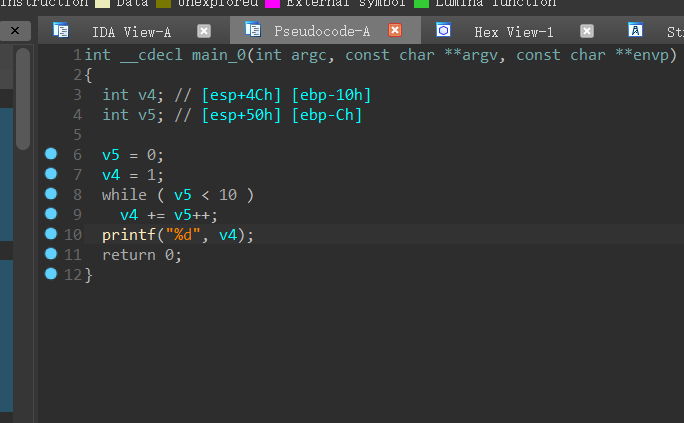 Instruction Data Unexplored External symbol Lumina function
IDA View-A Pseudocode-A Hex View-1 A
1 int __cdecl main_0(int argc, const char **argv, const char **envp)
2 {
3 int v4; // [esp+4Ch] [ebp-10h]
4 int v5; // [esp+50h] [ebp-Ch]
5
6 v5 = 0;
7 v4 = 1;
8 while ( v5 < 10 )
9 v4 += v5++;
10 printf("%d", v4);
11 return 0;
12 }